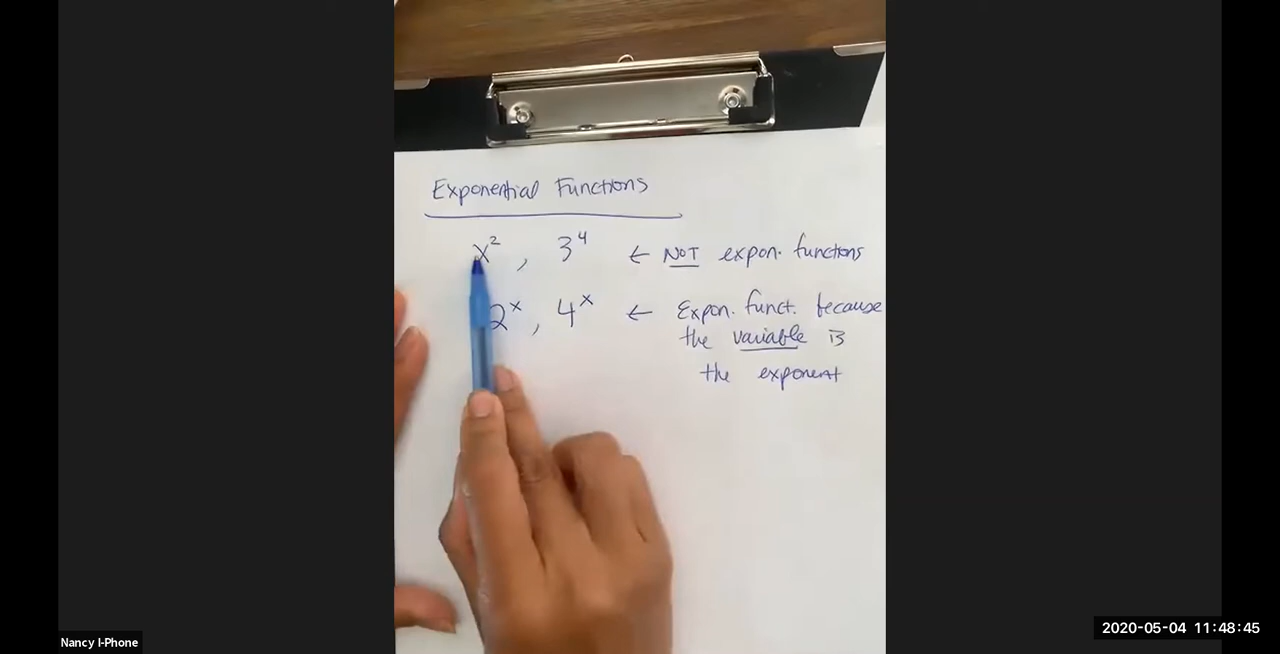 Exponential Functions
x², 3⁴ ← NOT expon. functions
2ˣ, 4ˣ ← Expon. funct. because
the variable is
the exponent
Nancy I-Phone
2020-05-04 11:48:45